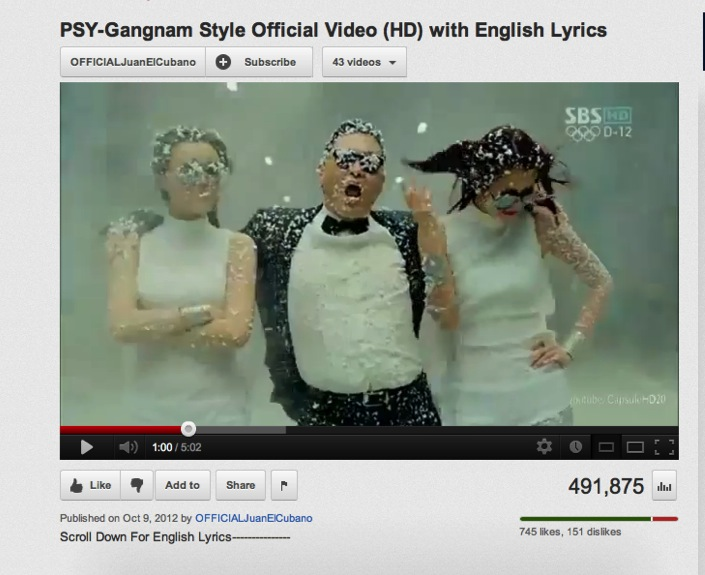 PSY-Gangnam Style Official Video (HD) with English Lyrics
OFFICIALJuanElCubano
Subscribe
43 videos
SBS HD
D-12
youtube/CapsukHD20
1:00 / 5:02
Like
Add to
Share
491,875
Published on Oct 9, 2012 by OFFICIALJuanElCubano
745 likes, 151 dislikes
Scroll Down For English Lyrics---------------